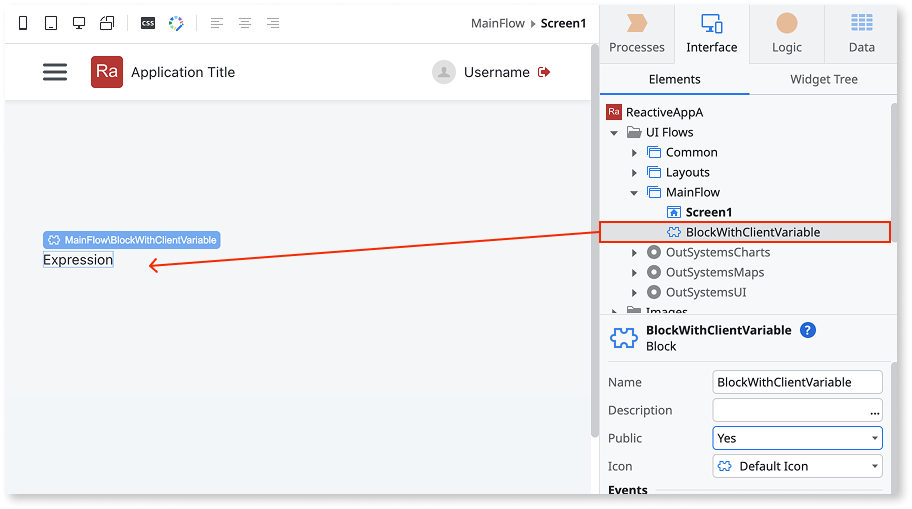 CSS
MainFlow Screen1
Ra Application Title
Username
MainFlow\BlockWithClientVariable
Expression
Processes
Interface
Logic
Data
Elements
Widget Tree
Ra ReactiveAppA
UI Flows
Common
Layouts
MainFlow
Screen1
BlockWithClientVariable
OutSystemsCharts
OutSystemsMaps
OutSystemsUI
Images
BlockWithClientVariable ?
Block
Name BlockWithClientVariable
Description ...
Public Yes
Icon Default Icon
Events